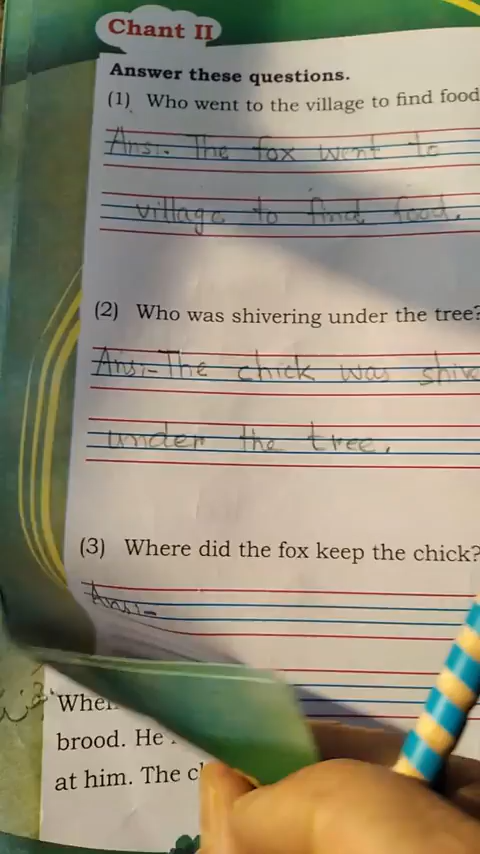 Chant II
Answer these questions.
(1) Who went to the village to find food
Ans:- The fox went to
village to find food.
(2) Who was shivering under the tree?
Ans:- The chick was shiv
under the tree.
(3) Where did the fox keep the chick?
Ans:-
brood. He
at him. The